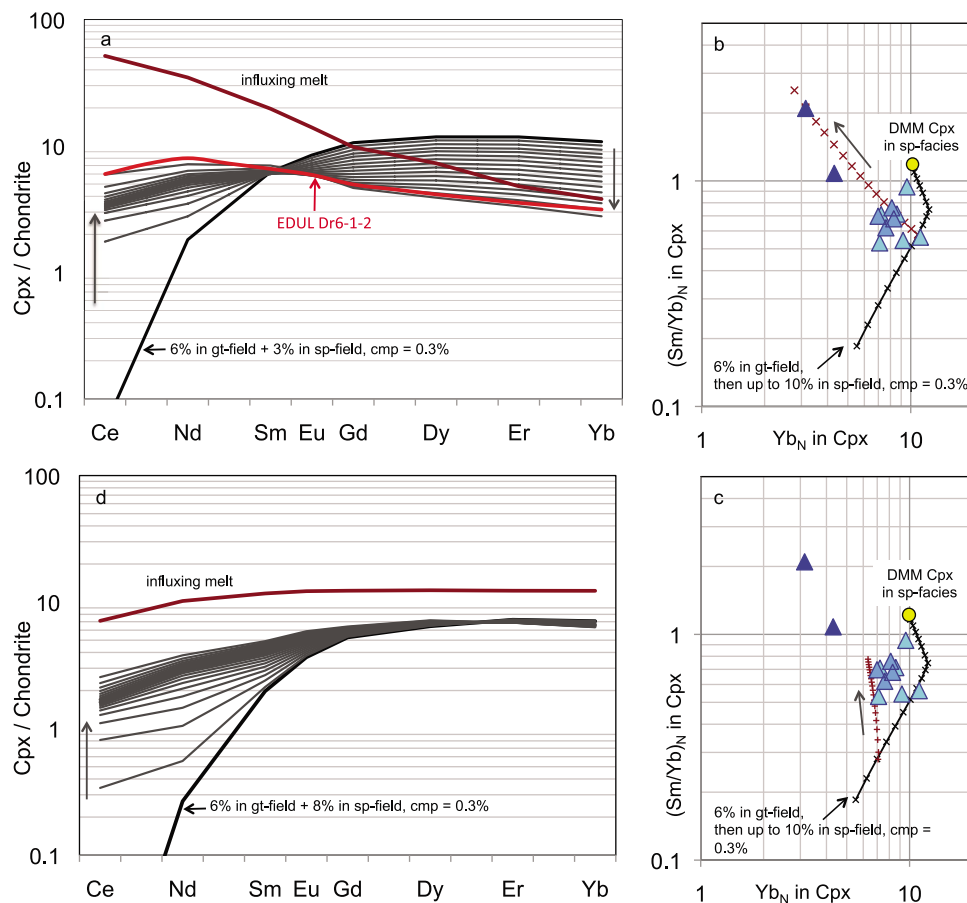 a
100
10
1
0.1
Cpx / Chondrite
influxing melt
EDUL Dr6-1-2
6% in gt-field + 3% in sp-field, cmp = 0.3%
Ce Nd Sm Eu Gd Dy Er Yb
b
1
0.1
(Sm/Yb)N in Cpx
DMM Cpx
in sp-facies
6% in gt-field,
then up to 10% in sp-field, cmp = 0.3%
1 10
YbN in Cpx
d
100
10
1
0.1
Cpx / Chondrite
influxing melt
6% in gt-field + 8% in sp-field, cmp = 0.3%
Ce Nd Sm Eu Gd Dy Er Yb
c
1
0.1
(Sm/Yb)N in Cpx
DMM Cpx
in sp-facies
6% in gt-field,
then up to 10% in sp-field, cmp =
0.3%
1 10
YbN in Cpx